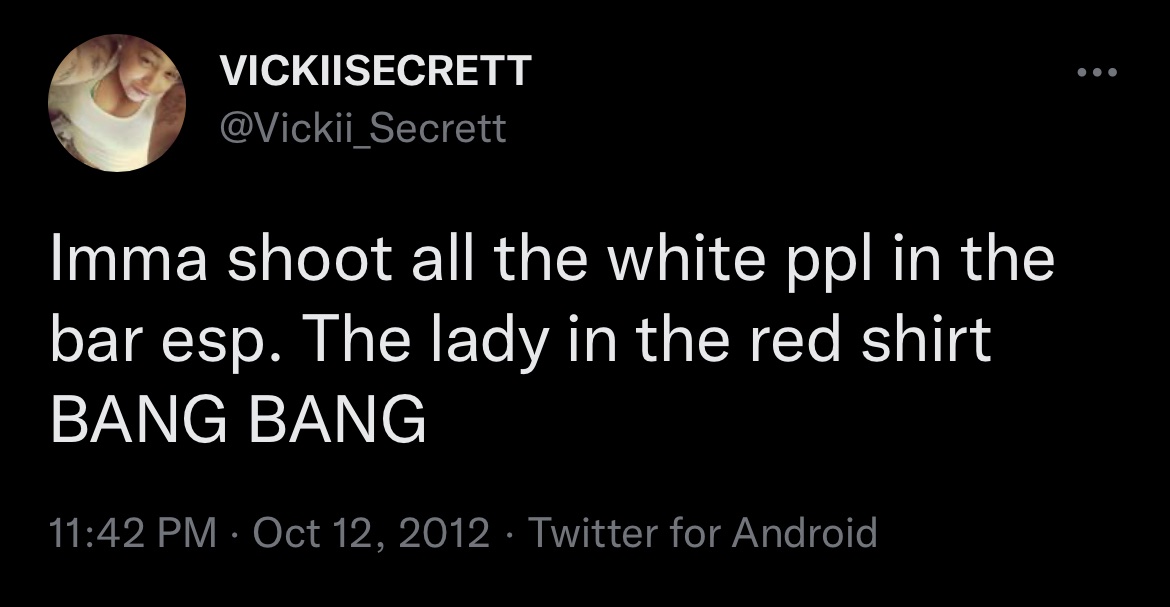 VICKIISECRETT
@Vickii_Secrett
Imma shoot all the white ppl in the
bar esp. The lady in the red shirt
BANG BANG
11:42 PM · Oct 12, 2012 · Twitter for Android